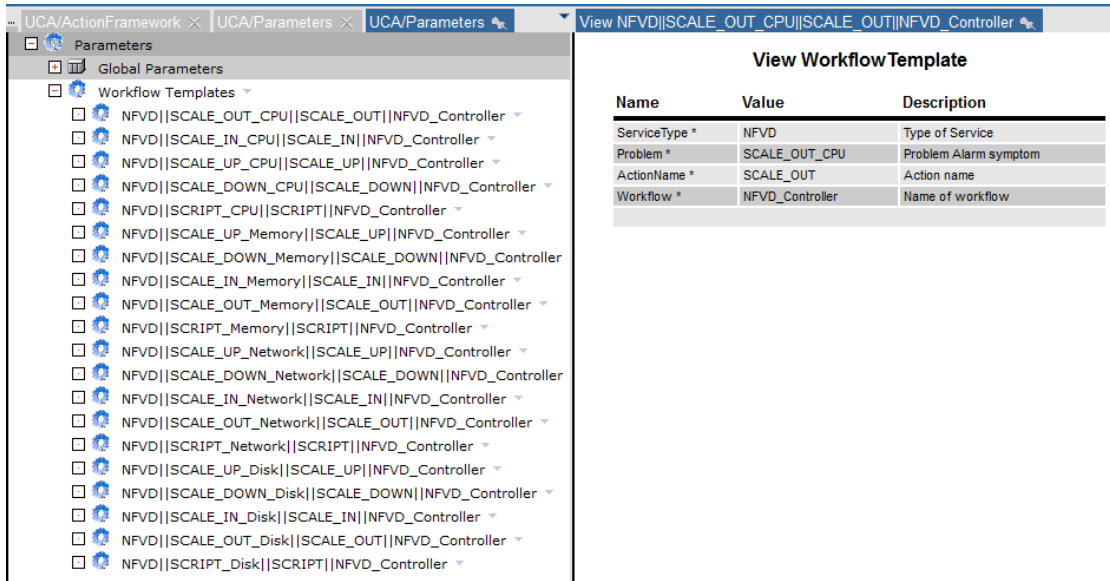 UCA/ActionFramework UCA/Parameters UCA/Parameters
Parameters
Global Parameters
Workflow Templates
NFVD||SCALE_OUT_CPU||SCALE_OUT||NFVD_Controller
NFVD||SCALE_IN_CPU||SCALE_IN||NFVD_Controller
NFVD||SCALE_UP_CPU||SCALE_UP||NFVD_Controller
NFVD||SCALE_DOWN_CPU||SCALE_DOWN||NFVD_Controller
NFVD||SCRIPT_CPU||SCRIPT||NFVD_Controller
NFVD||SCALE_UP_Memory||SCALE_UP||NFVD_Controller
NFVD||SCALE_DOWN_Memory||SCALE_DOWN||NFVD_Controller
NFVD||SCALE_IN_Memory||SCALE_IN||NFVD_Controller
NFVD||SCALE_OUT_Memory||SCALE_OUT||NFVD_Controller
NFVD||SCRIPT_Memory||SCRIPT||NFVD_Controller
NFVD||SCALE_UP_Network||SCALE_UP||NFVD_Controller
NFVD||SCALE_DOWN_Network||SCALE_DOWN||NFVD_Controller
NFVD||SCALE_IN_Network||SCALE_IN||NFVD_Controller
NFVD||SCALE_OUT_Network||SCALE_OUT||NFVD_Controller
NFVD||SCRIPT_Network||SCRIPT||NFVD_Controller
NFVD||SCALE_UP_Disk||SCALE_UP||NFVD_Controller
NFVD||SCALE_DOWN_Disk||SCALE_DOWN||NFVD_Controller
NFVD||SCALE_IN_Disk||SCALE_IN||NFVD_Controller
NFVD||SCALE_OUT_Disk||SCALE_OUT||NFVD_Controller
NFVD||SCRIPT_Disk||SCRIPT||NFVD_Controller
View NFVD||SCALE_OUT_CPU||SCALE_OUT||NFVD_Controller
View WorkflowTemplate
Name Value Description
ServiceType * NFVD Type of Service
Problem * SCALE_OUT_CPU Problem Alarm symptom
ActionName * SCALE_OUT Action name
Workflow * NFVD_Controller Name of workflow